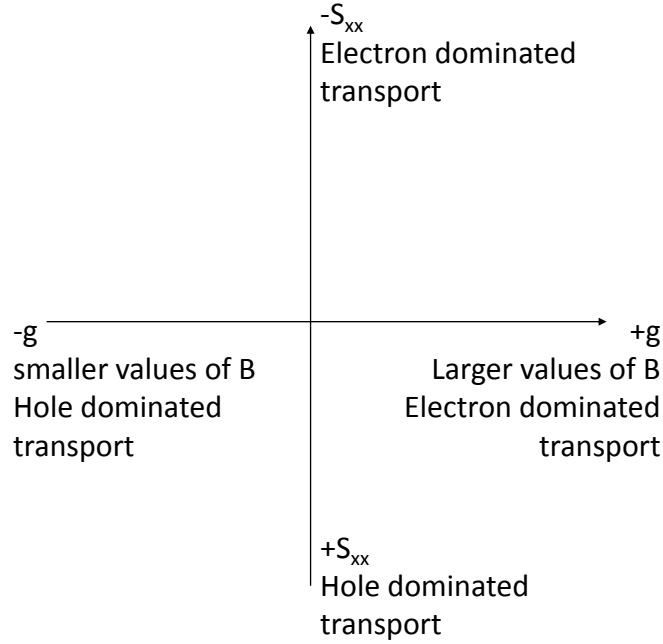 -Sxx
Electron dominated
transport
-g
smaller values of B
Hole dominated
transport
+g
Larger values of B
Electron dominated
transport
+Sxx
Hole dominated
transport